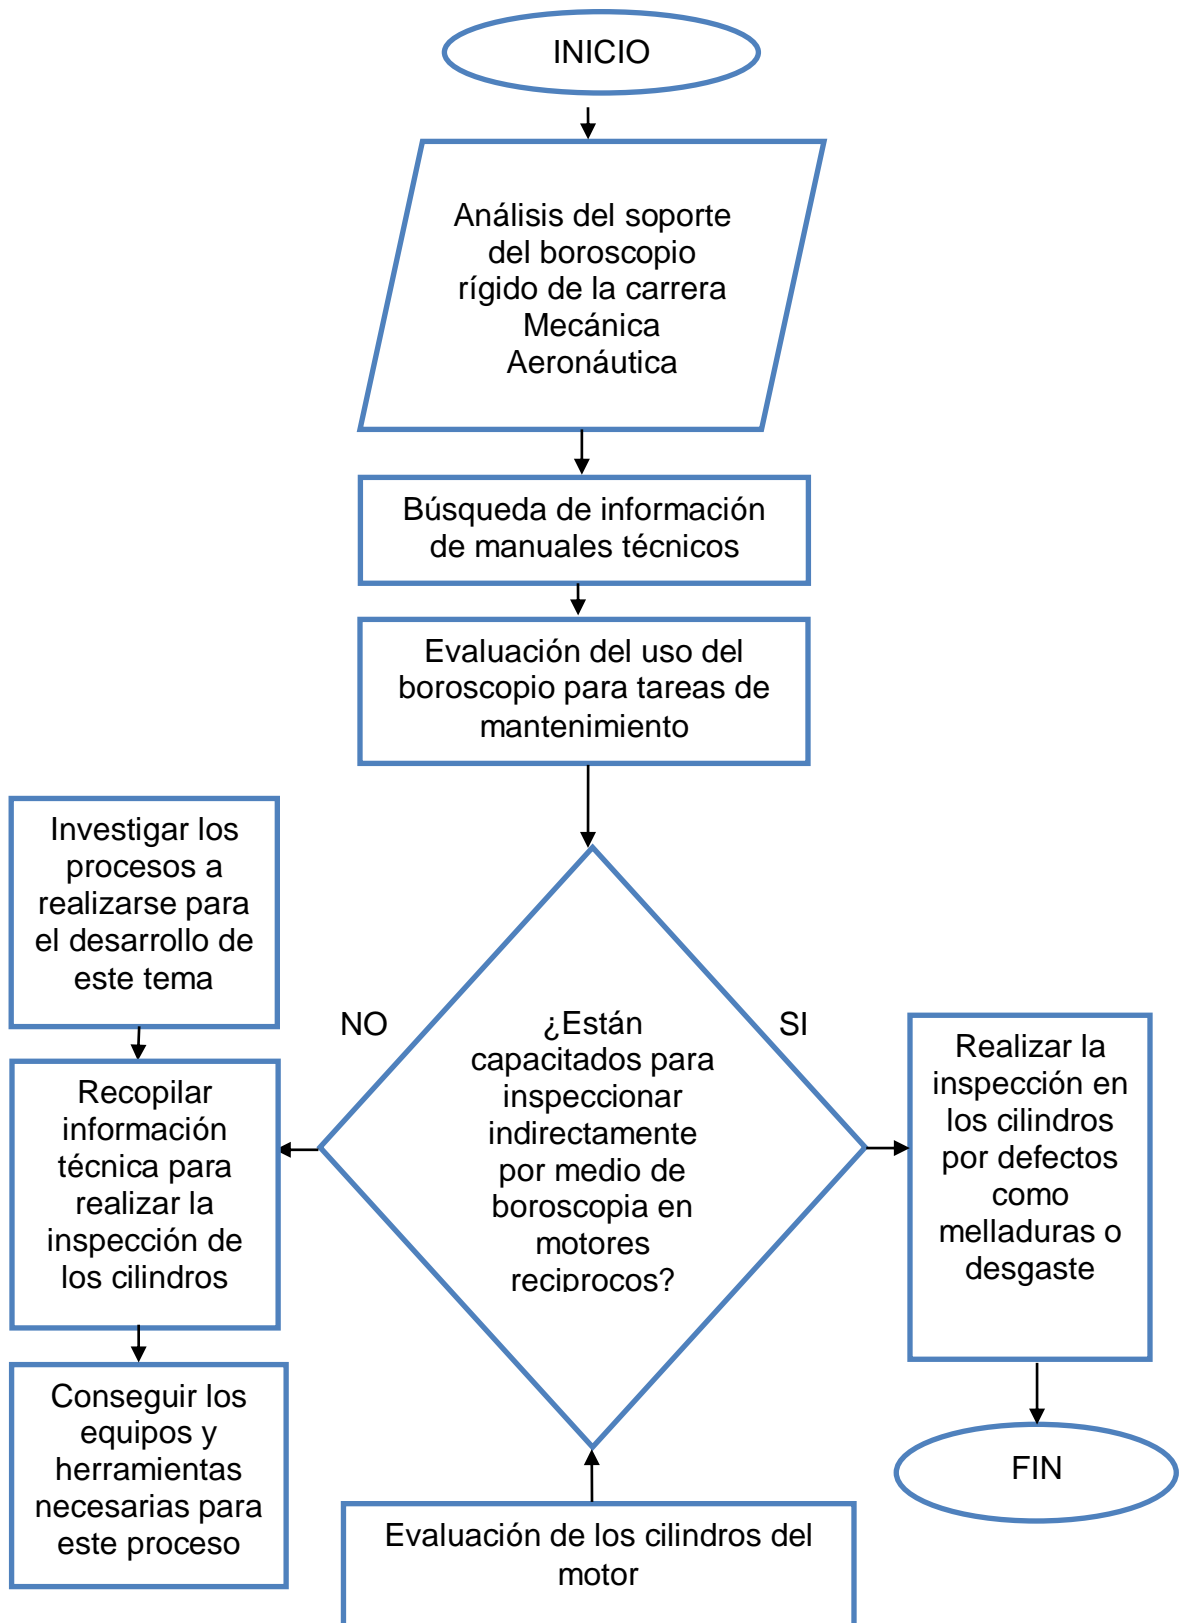 INICIO
Análisis del soporte
del boroscopio
rígido de la carrera
Mecánica
Aeronáutica
Búsqueda de información
de manuales técnicos
Evaluación del uso del
boroscopio para tareas de
mantenimiento
Investigar los
procesos a
realizarse para
el desarrollo de
este tema
NO
¿Están
capacitados para
inspeccionar
indirectamente
por medio de
boroscopia en
motores
reciprocos?
SI
Realizar la
inspección en
los cilindros
por defectos
como
melladuras o
desgaste
Recopilar
información
técnica para
realizar la
inspección de
los cilindros
Conseguir los
equipos y
herramientas
necesarias para
este proceso
FIN
Evaluación de los cilindros del
motor